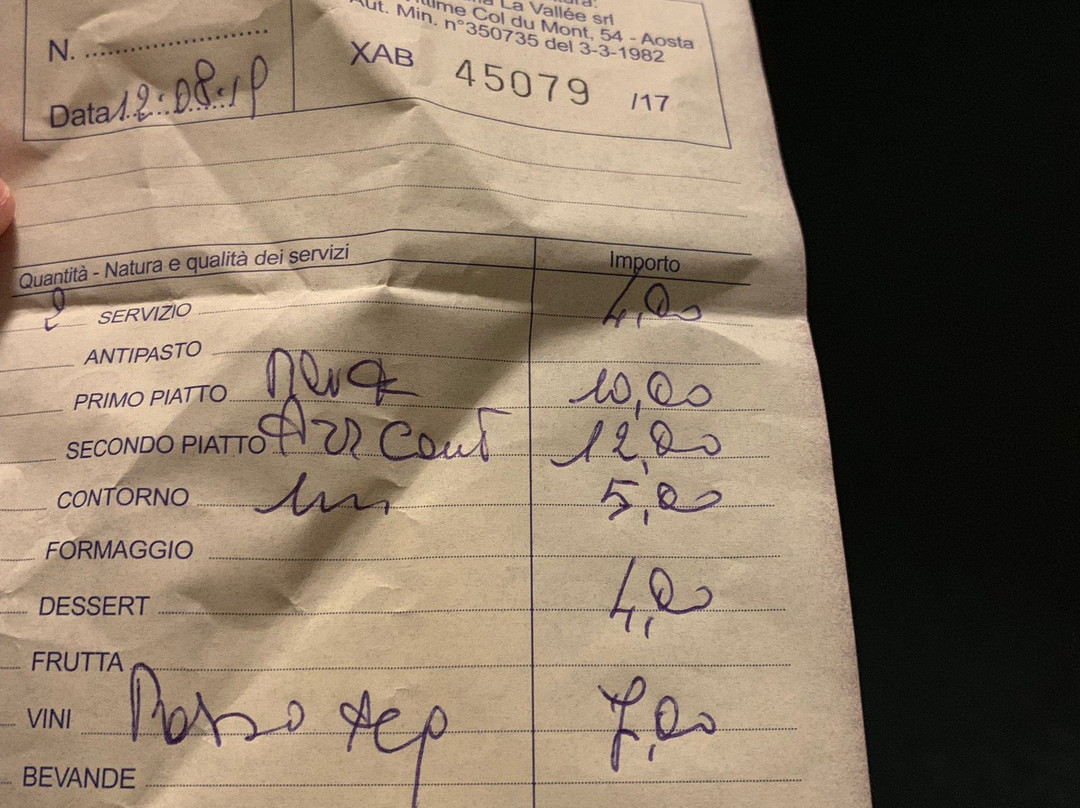 La Vallée srl
Col du Mont, 54 - Aosta
Aut. Min. n°350735 del 3-3-1982
N.
XAB 45079 /17
Data 12.08.19
Quantità - Natura e qualità dei servizi Importo
2 SERVIZIO 4,00
ANTIPASTO
PRIMO PIATTO 10,00
SECONDO PIATTO 12,00
CONTORNO 5,00
FORMAGGIO
DESSERT 4,00
FRUTTA
VINI Rosso 7,00
BEVANDE